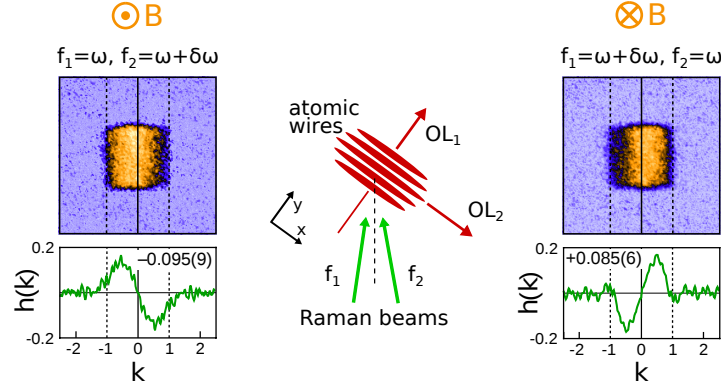 ⊙ B
f1=ω, f2=ω+δω
0.2
-0.2
h(k)
−0.095(9)
-2 -1 0 1 2
k
atomic
wires
OL1
OL2
y
x
f1
f2
Raman beams
⊗ B
f1=ω+δω, f2=ω
0.2
-0.2
h(k)
+0.085(6)
-2 -1 0 1 2
k